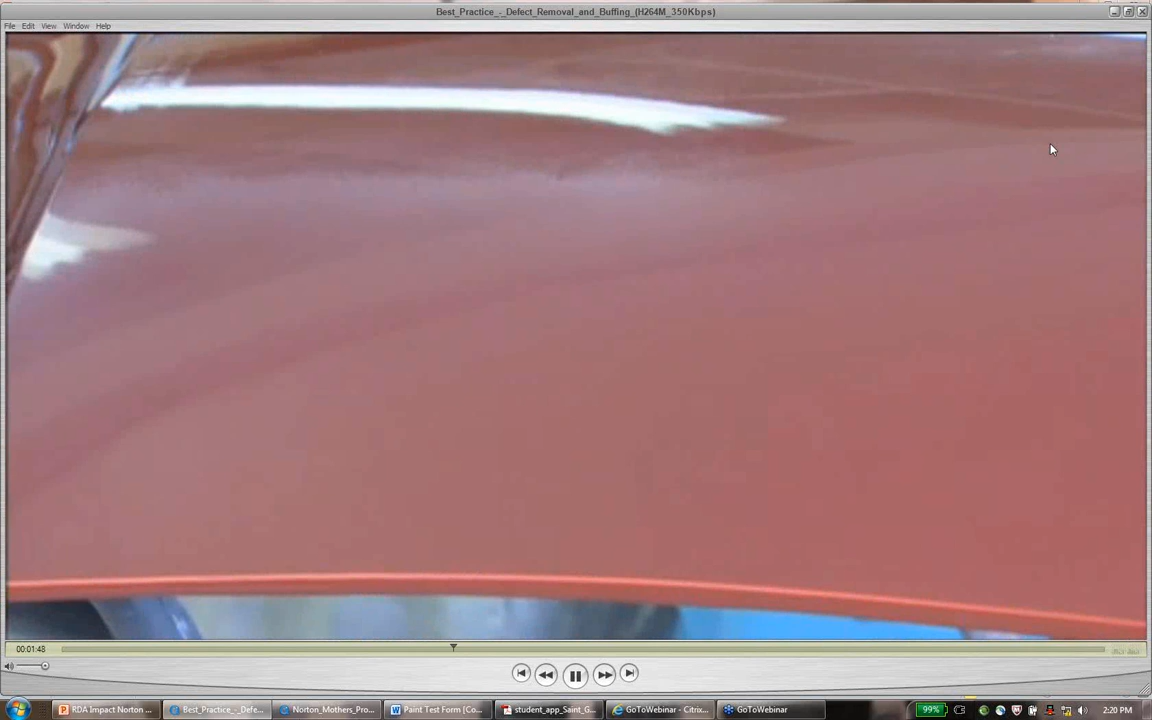 Best_Practice_-_Defect_Removal_and_Buffing_(H264M_350Kbps)
File Edit View Window Help
00:01:48
RDA Impact Norton ...
Best_Practice_-_Defe...
Norton_Mothers_Pro...
Paint Test Form [Co...
student_app_Saint_G...
GoToWebinar - Citrix...
GoToWebinar
99%
2:20 PM